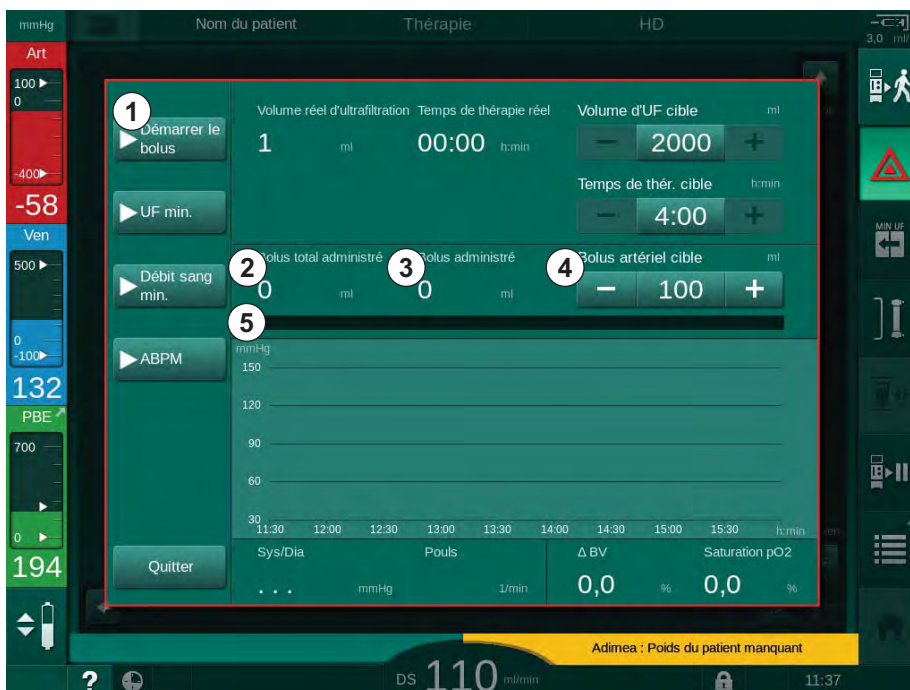 mmHg
Nom du patient
Thérapie
HD
3,0 ml/
Art
100
0
-400
-58
Ven
500
0
-100
132
PBE
700
0
194
1
Démarrer le
bolus
UF min.
Débit sang
min.
ABPM
Quitter
Volume réel d'ultrafiltration
1 ml
Temps de thérapie réel
00:00 h:min
Volume d'UF cible ml
− 2000 +
Temps de thér. cible h:min
− 4:00 +
2
Bolus total administré
0 ml
3
Bolus administré
0 ml
4
Bolus artériel cible ml
− 100 +
5
mmHg
150
120
90
60
30
11:30 12:00 12:30 13:00 13:30 14:00 14:30 15:00 15:30 h:min
Sys/Dia
. . . mmHg
Pouls
1/min
Δ BV
0,0 %
Saturation pO2
0,0 %
MIN UF
Adimea : Poids du patient manquant
?
DS 110 ml/min
11:37